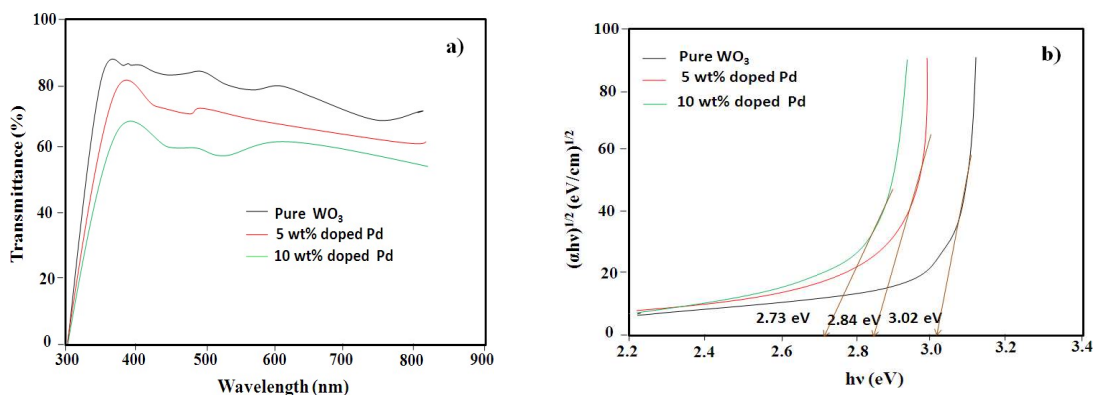 a)
100
80
60
40
80
0
300
400
500
600
700
800
900
Transmittance (%)
Wavelength (nm)
Pure WO₃
5 wt% doped Pd
10 wt% doped Pd
b)
100
80
60
40
20
0
2.2
2.4
2.6
2.8
3.0
3.2
3.4
(αhν)^1/2 (eV/cm)^1/2
hν (eV)
Pure WO₃
5 wt% doped Pd
10 wt% doped Pd
2.73 eV
2.84 eV
3.02 eV